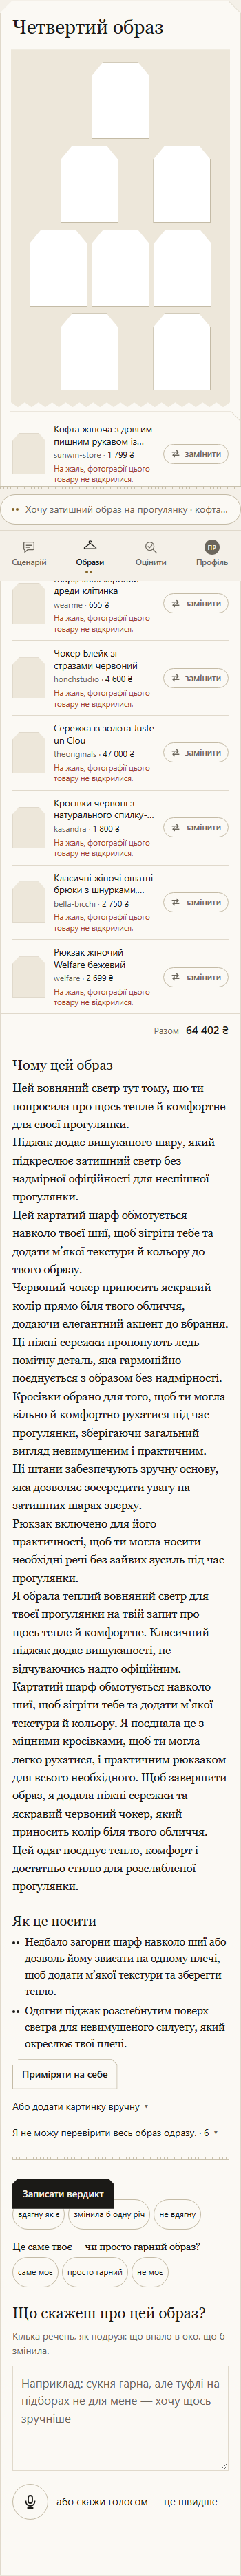 Четвертий образ
Кофта жіноча з довгим
пишним рукавом із...
sunwin-store · 1 799 ₴
На жаль, фотографії цього
товару не відкрилися.
замінити
Хочу затишний образ на прогулянку · кофта...
Сценарій
Образи
Оцінити
ПР
Профіль
дреди клітинка
wearme · 655 ₴
На жаль, фотографії цього
товару не відкрилися.
замінити
Чокер Блейк зі
стразами червоний
honchstudio · 4 600 ₴
На жаль, фотографії цього
товару не відкрилися.
замінити
Сережка із золота Juste
un Clou
theoriginals · 47 000 ₴
На жаль, фотографії цього
товару не відкрилися.
замінити
Кросівки червоні з
натурального спилку-...
kasandra · 1 800 ₴
На жаль, фотографії цього
товару не відкрилися.
замінити
Класичні жіночі ошатні
брюки з шнурками,...
bella-bicchi · 2 750 ₴
На жаль, фотографії цього
товару не відкрилися.
замінити
Рюкзак жіночий
Welfare бежевий
welfare · 2 699 ₴
На жаль, фотографії цього
товару не відкрилися.
замінити
Разом 64 402 ₴
Чому цей образ
Цей вовняний светр тут тому, що ти
попросила про щось тепле й комфортне
для своєї прогулянки.
Піджак додає вишуканого шару, який
підкреслює затишний светр без
надмірної офіційності для неспішної
прогулянки.
Цей картатий шарф обмотується
навколо твоєї шиї, щоб зігріти тебе та
додати м’якої текстури й кольору до
твого образу.
Червоний чокер приносить яскравий
колір прямо біля твого обличчя,
додаючи елегантний акцент до вбрання.
Ці ніжні сережки пропонують ледь
помітну деталь, яка гармонійно
поєднується з образом без надмірності.
Кросівки обрано для того, щоб ти могла
вільно й комфортно рухатися під час
прогулянки, зберігаючи загальний
вигляд невимушеним і практичним.
Ці штани забезпечують зручну основу,
яка дозволяє зосередити увагу на
затишних шарах зверху.
Рюкзак включено для його
практичності, щоб ти могла носити
необхідні речі без зайвих зусиль під час
прогулянки.
Я обрала теплий вовняний светр для
твоєї прогулянки на твій запит про
щось тепле й комфортне. Класичний
піджак додає вишуканості, не
відчуваючись надто офіційним.
Картатий шарф обмотується навколо
шиї, щоб зігріти тебе та додати м’якої
текстури й кольору. Я поєднала це з
міцними кросівками, щоб ти могла
легко рухатись, і практичним рюкзаком
для всього необхідного. Щоб завершити
образ, я додала ніжні сережки та
яскравий червоний чокер, який
приносить колір біля твого обличчя.
Цей одяг поєднує тепло, комфорт і
достатньо стилю для розслабленої
прогулянки.
Як це носити
Недбало загорни шарф навколо шиї або
дозволь йому звисати на одному плечі,
щоб додати м’якої текстури та зберегти
тепло.
Одягни піджак розстебнутим поверх
светра для невимушеного силуету, який
окреслює твої плечі.
Приміряти на себе
Або додати картинку вручну
Я не можу перевірити весь образ одразу. · 6
Записати вердикт
вдягну як є
змінила б одну річ
не вдягну
Це саме твоє — чи просто гарний образ?
саме моє
просто гарний
не моє
Що скажеш про цей образ?
Кілька речень, як подрузі: що впало в око, що б
змінила.
Наприклад: сукня гарна, але туфлі на
підборах не для мене — хочу щось
зручніше
або скажи голосом — це швидше